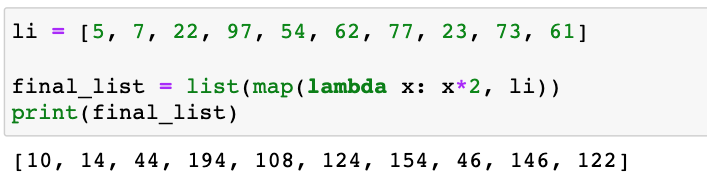 li = [5, 7, 22, 97, 54, 62, 77, 23, 73, 61]
final_list = list(map(lambda x: x*2, li))
print(final_list)
[10, 14, 44, 194, 108, 124, 154, 46, 146, 122]